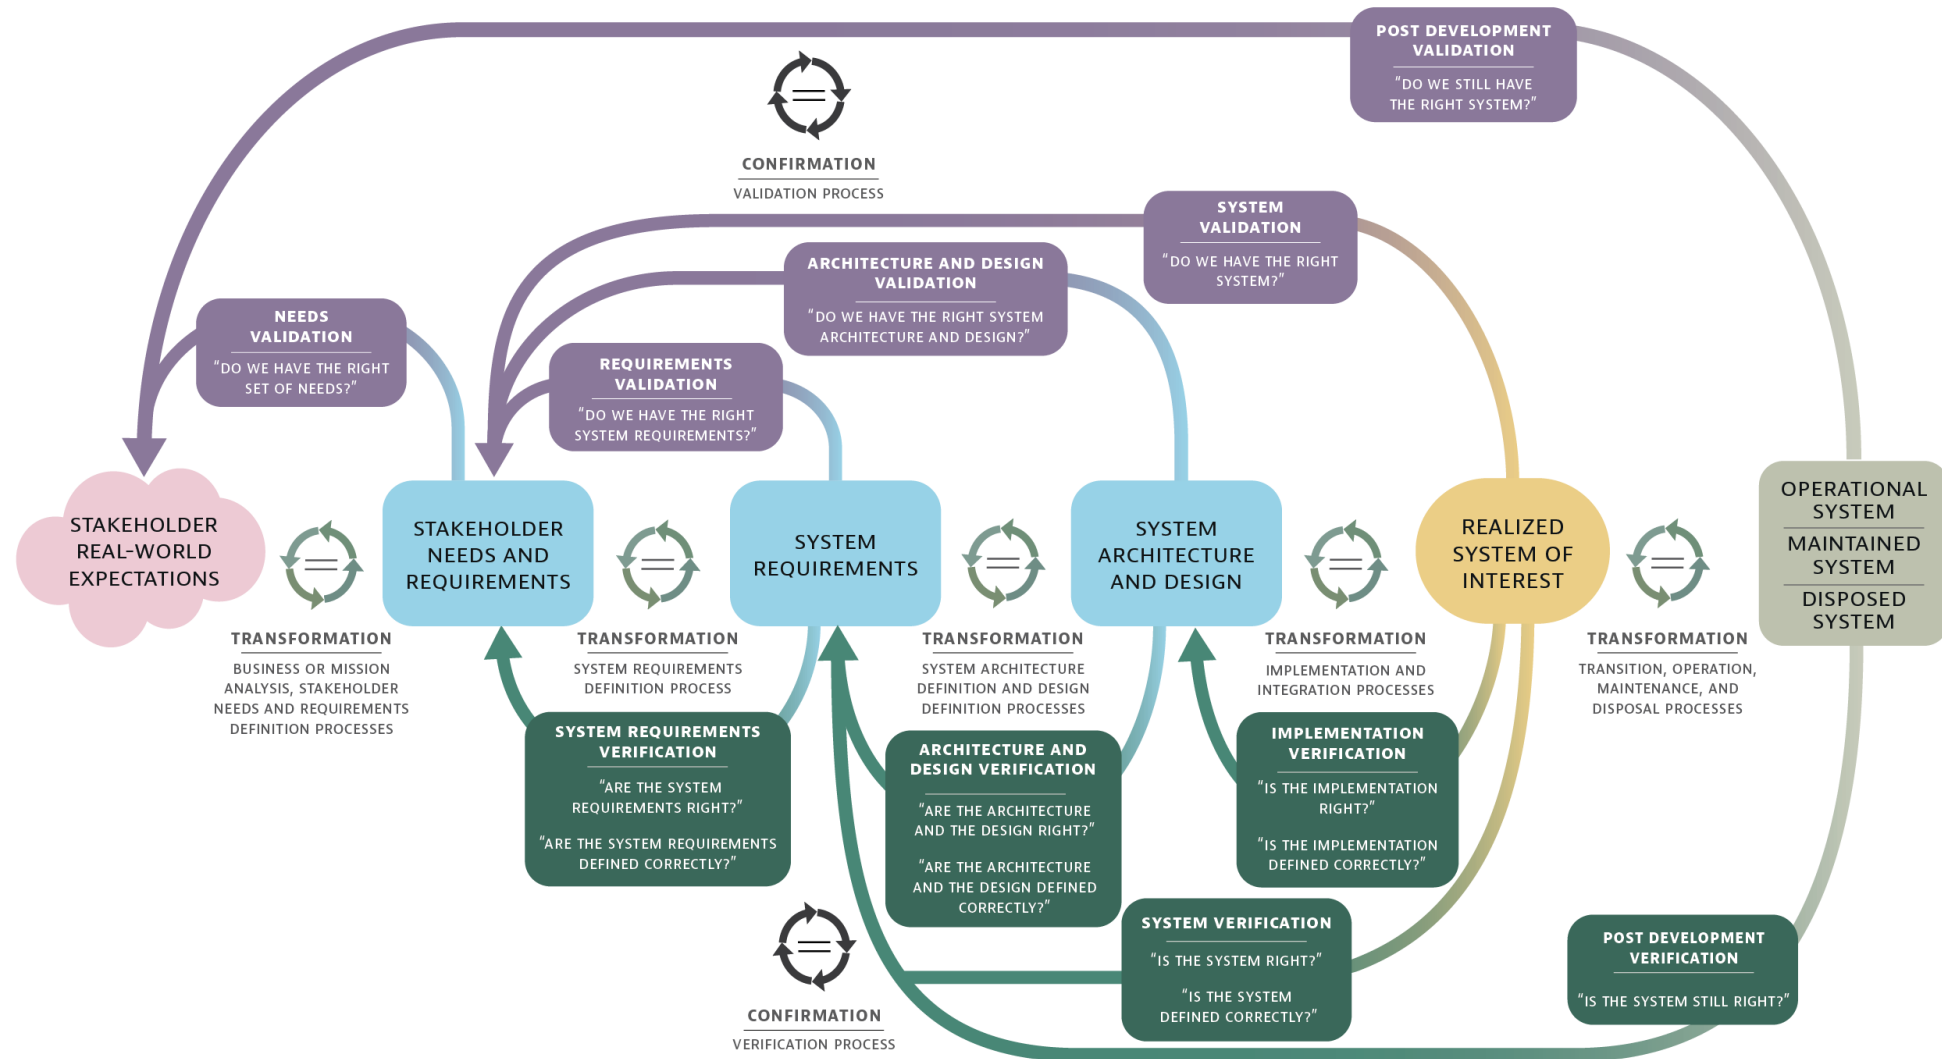 POST DEVELOPMENT
VALIDATION
“DO WE STILL HAVE
THE RIGHT SYSTEM?”
CONFIRMATION
VALIDATION PROCESS
SYSTEM
VALIDATION
“DO WE HAVE THE RIGHT
SYSTEM?”
ARCHITECTURE AND DESIGN
VALIDATION
“DO WE HAVE THE RIGHT SYSTEM
ARCHITECTURE AND DESIGN?”
NEEDS
VALIDATION
“DO WE HAVE THE RIGHT
SET OF NEEDS?”
REQUIREMENTS
VALIDATION
“DO WE HAVE THE RIGHT
SYSTEM REQUIREMENTS?”
STAKEHOLDER
REAL-WORLD
EXPECTATIONS
STAKEHOLDER
NEEDS AND
REQUIREMENTS
SYSTEM
REQUIREMENTS
SYSTEM
ARCHITECTURE
AND DESIGN
REALIZED
SYSTEM OF
INTEREST
OPERATIONAL
SYSTEM
MAINTAINED
SYSTEM
DISPOSED
SYSTEM
TRANSFORMATION
BUSINESS OR MISSION
ANALYSIS, STAKEHOLDER
NEEDS AND REQUIREMENTS
DEFINITION PROCESSES
TRANSFORMATION
SYSTEM REQUIREMENTS
DEFINITION PROCESS
TRANSFORMATION
SYSTEM ARCHITECTURE
DEFINITION AND DESIGN
DEFINITION PROCESSES
TRANSFORMATION
IMPLEMENTATION AND
INTEGRATION PROCESSES
TRANSFORMATION
TRANSITION, OPERATION,
MAINTENANCE, AND
DISPOSAL PROCESSES
SYSTEM REQUIREMENTS
VERIFICATION
“ARE THE SYSTEM
REQUIREMENTS RIGHT?”
“ARE THE SYSTEM REQUIREMENTS
DEFINED CORRECTLY?”
ARCHITECTURE AND
DESIGN VERIFICATION
“ARE THE ARCHITECTURE
AND THE DESIGN RIGHT?”
“ARE THE ARCHITECTURE
AND THE DESIGN DEFINED
CORRECTLY?”
IMPLEMENTATION
VERIFICATION
“IS THE IMPLEMENTATION
RIGHT?”
“IS THE IMPLEMENTATION
DEFINED CORRECTLY?”
SYSTEM VERIFICATION
“IS THE SYSTEM RIGHT?”
“IS THE SYSTEM
DEFINED CORRECTLY?”
POST DEVELOPMENT
VERIFICATION
“IS THE SYSTEM STILL RIGHT?”
CONFIRMATION
VERIFICATION PROCESS